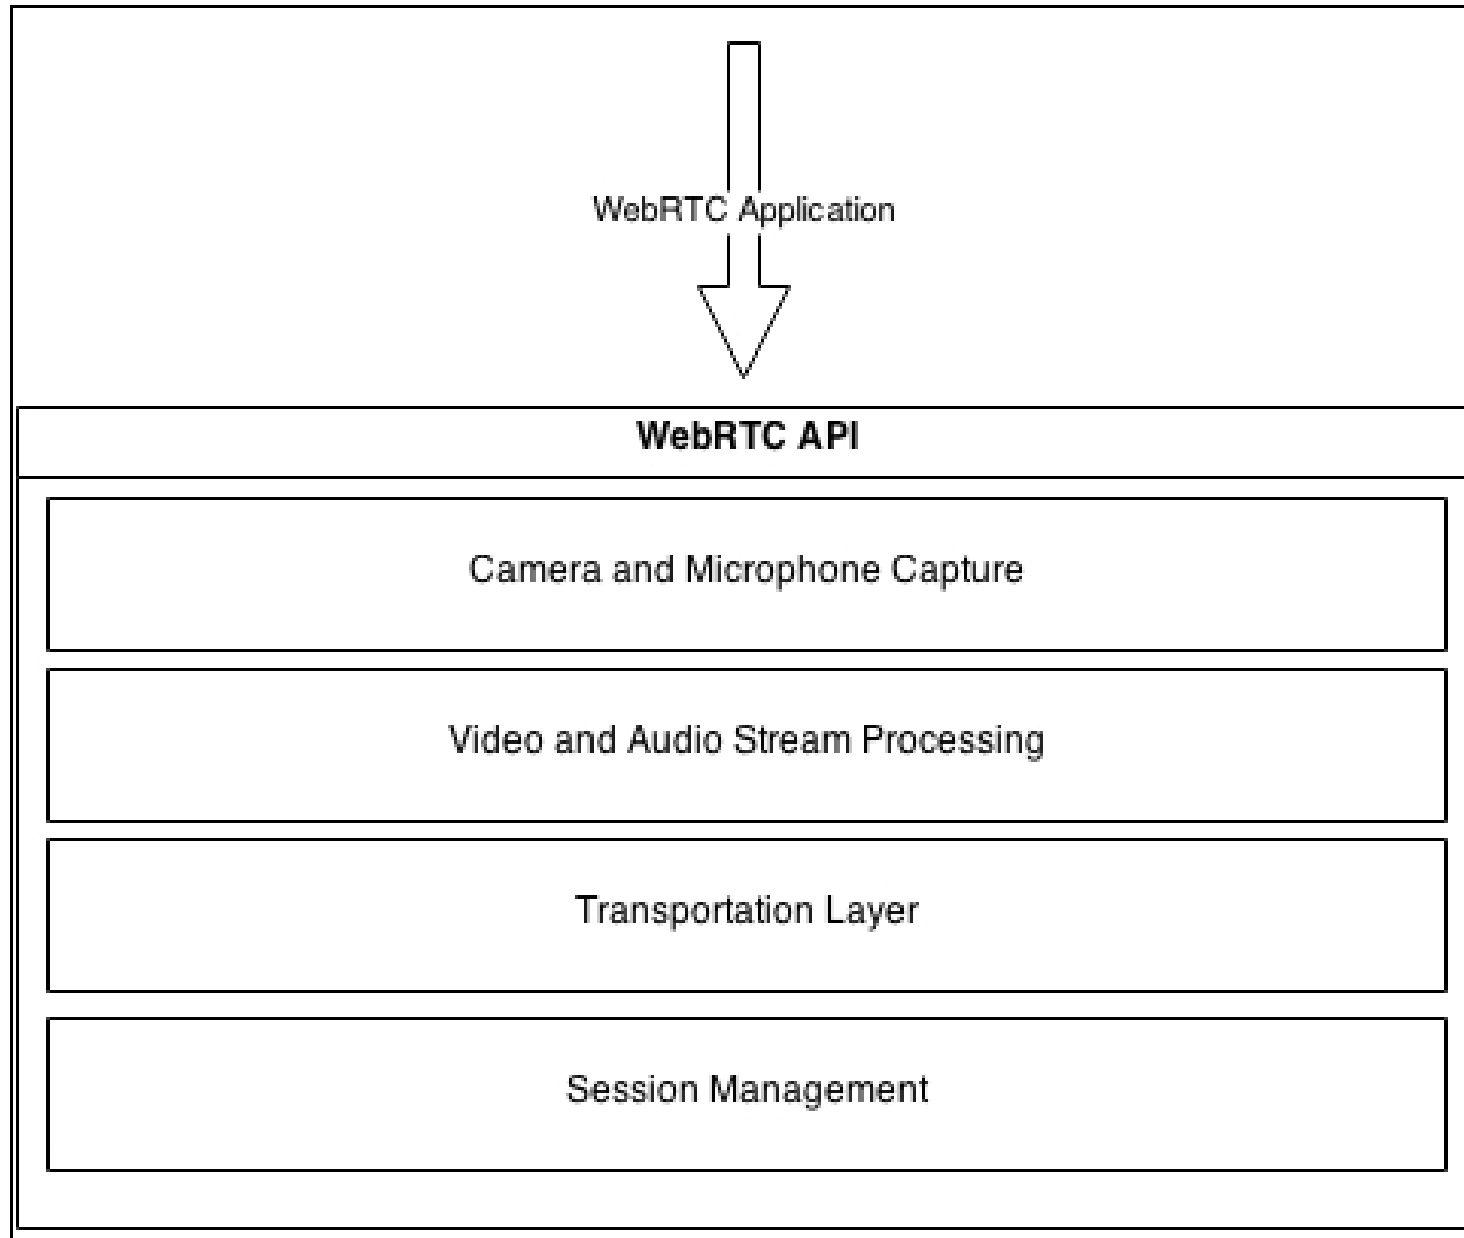 WebRTC Application
WebRTC API
Camera and Microphone Capture
Video and Audio Stream Processing
Transportation Layer
Session Management